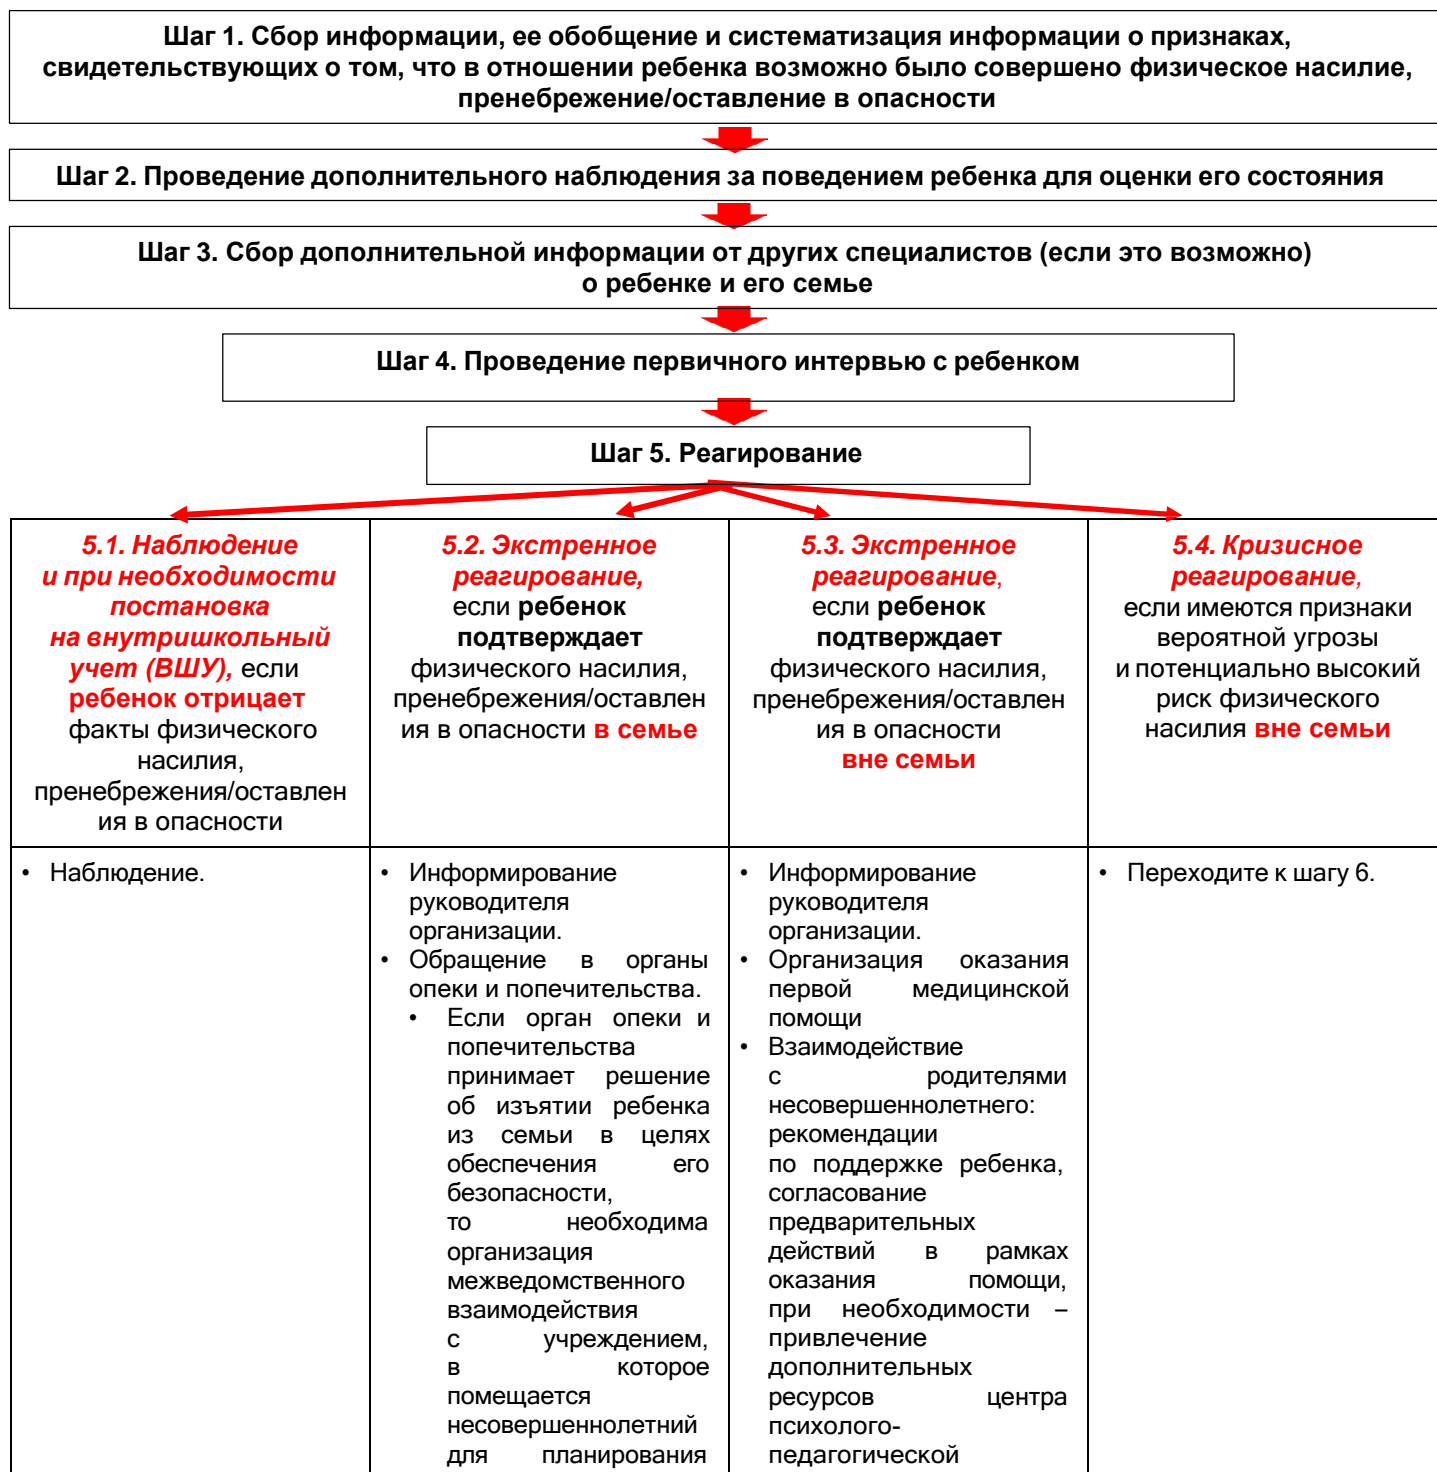 Шаг 1. Сбор информации, ее обобщение и систематизация информации о признаках,
свидетельствующих о том, что в отношении ребенка возможно было совершено физическое насилие,
пренебрежение/оставление в опасности
Шаг 2. Проведение дополнительного наблюдения за поведением ребенка для оценки его состояния
Шаг 3. Сбор дополнительной информации от других специалистов (если это возможно)
о ребенке и его семье
Шаг 4. Проведение первичного интервью с ребенком
Шаг 5. Реагирование
5.1. Наблюдение
и при необходимости
постановка
на внутришкольный
учет (ВШУ), если
ребенок отрицает
факты физического
насилия,
пренебрежения/оставлен
ия в опасности
5.2. Экстренное
реагирование,
если ребенок
подтверждает
физического насилия,
пренебрежения/оставлен
ия в опасности в семье
5.3. Экстренное
реагирование,
если ребенок
подтверждает
физического насилия,
пренебрежения/оставлен
ия в опасности
вне семьи
5.4. Кризисное
реагирование,
если имеются признаки
вероятной угрозы
и потенциально высокий
риск физического
насилия вне семьи
• Наблюдение.
• Информирование
руководителя
организации.
• Обращение в органы
опеки и попечительства.
• Если орган опеки и
попечительства
принимает решение
об изъятии ребенка
из семьи в целях
обеспечения его
безопасности,
то необходима
организация
межведомственного
взаимодействия
с учреждением,
в которое
помещается
несовершеннолетний
для планирования
• Информирование
руководителя
организации.
• Организация оказания
первой медицинской
помощи
• Взаимодействие
с родителями
несовершеннолетнего:
рекомендации
по поддержке ребенка,
согласование
предварительных
действий в рамках
оказания помощи,
при необходимости –
привлечение
дополнительных
ресурсов центра
психолого-
педагогической
• Переходите к шагу 6.